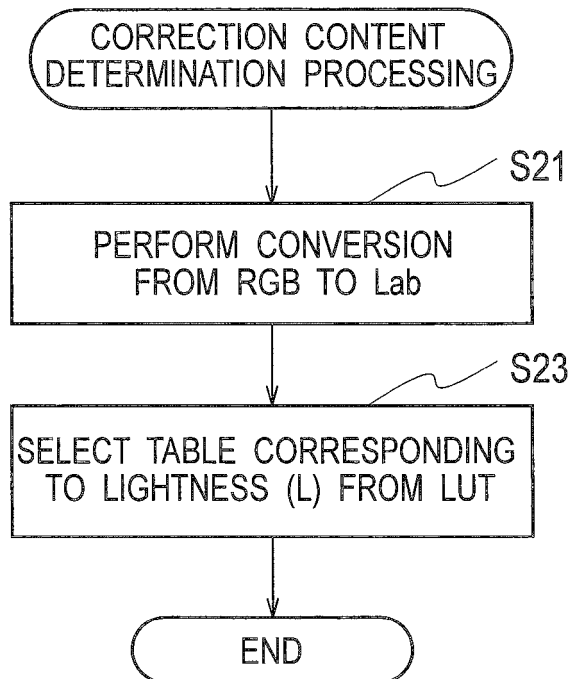 CORRECTION CONTENT
DETERMINATION PROCESSING
S21
PERFORM CONVERSION
FROM RGB TO Lab
S23
SELECT TABLE CORRESPONDING
TO LIGHTNESS (L) FROM LUT
END